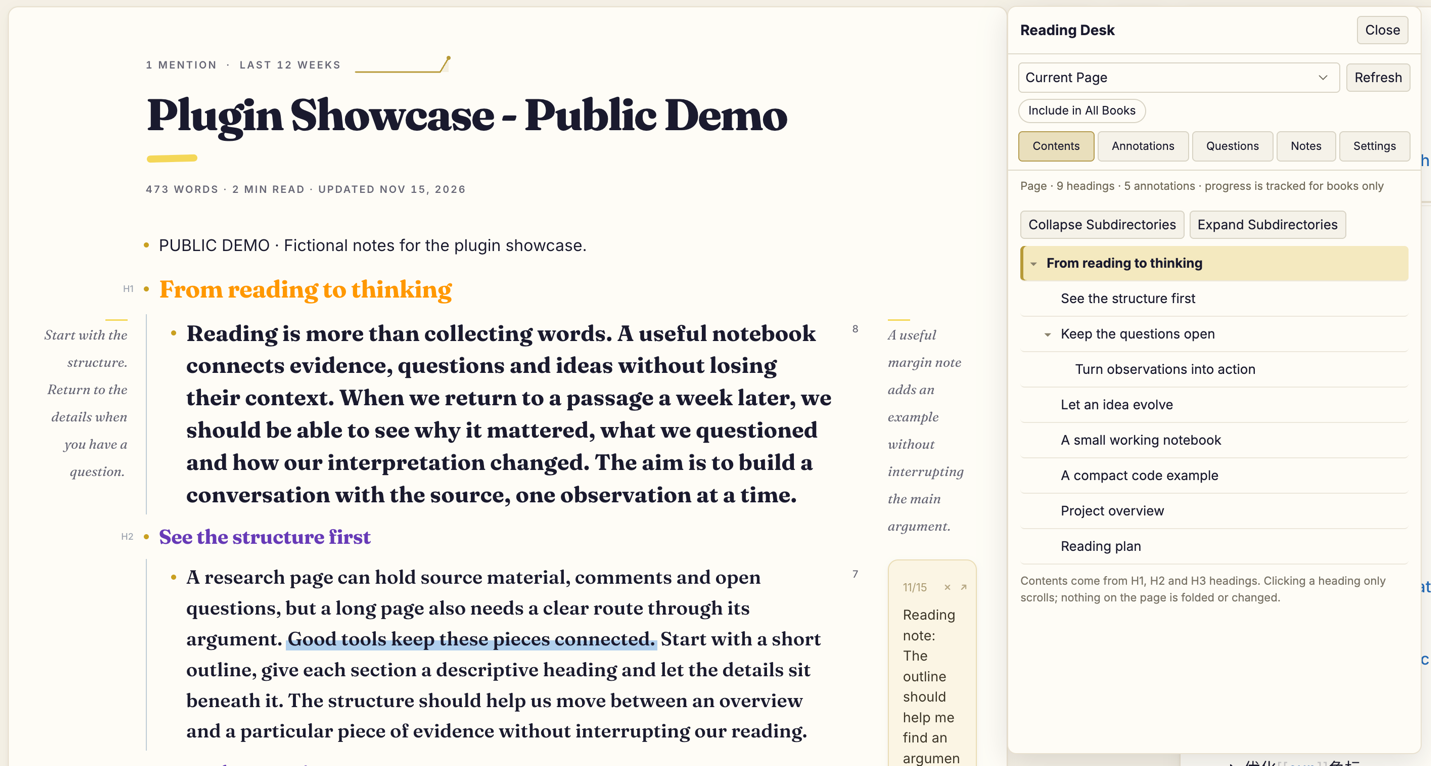 1 MENTION · LAST 12 WEEKS
Plugin Showcase - Public Demo
473 WORDS · 2 MIN READ · UPDATED NOV 15, 2026
PUBLIC DEMO · Fictional notes for the plugin showcase.
H1
From reading to thinking
Start with the
structure.
Return to the
details when
you have a
question.
Reading is more than collecting words. A useful notebook
connects evidence, questions and ideas without losing
their context. When we return to a passage a week later, we
should be able to see why it mattered, what we questioned
and how our interpretation changed. The aim is to build a
conversation with the source, one observation at a time.
8
A useful
margin note
adds an
example
without
interrupting
the main
argument.
H2
See the structure first
A research page can hold source material, comments and open
questions, but a long page also needs a clear route through its
argument. Good tools keep these pieces connected. Start with a short
outline, give each section a descriptive heading and let the details sit
beneath it. The structure should help us move between an overview
and a particular piece of evidence without interrupting our reading.
7
11/15
Reading
note:
The
outline
should
help me
find an
argumen
Reading Desk
Close
Current Page
Refresh
Include in All Books
Contents
Annotations
Questions
Notes
Settings
Page · 9 headings · 5 annotations · progress is tracked for books only
Collapse Subdirectories
Expand Subdirectories
From reading to thinking
See the structure first
Keep the questions open
Turn observations into action
Let an idea evolve
A small working notebook
A compact code example
Project overview
Reading plan
Contents come from H1, H2 and H3 headings. Clicking a heading only
scrolls; nothing on the page is folded or changed.